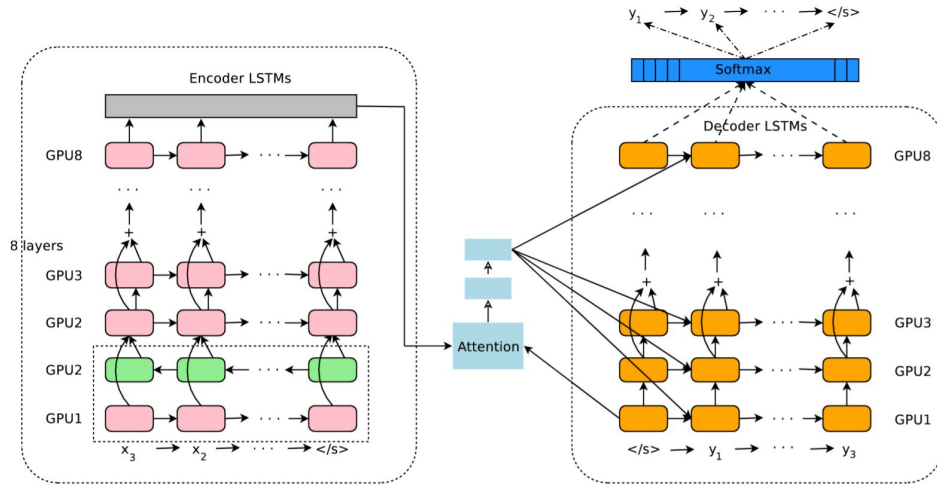 y1 y2 · · · </s>
Softmax
Encoder LSTMs
Decoder LSTMs
GPU8
GPU8
· · ·
· · ·
· · ·
· · ·
· · ·
· · ·
+ + +
8 layers
GPU3
· · ·
+ + +
GPU2
· · ·
GPU3
· · ·
Attention
GPU2
· · ·
GPU2
· · ·
GPU1
· · ·
GPU1
· · ·
x3 x2 · · · </s>
</s> y1 · · · y3